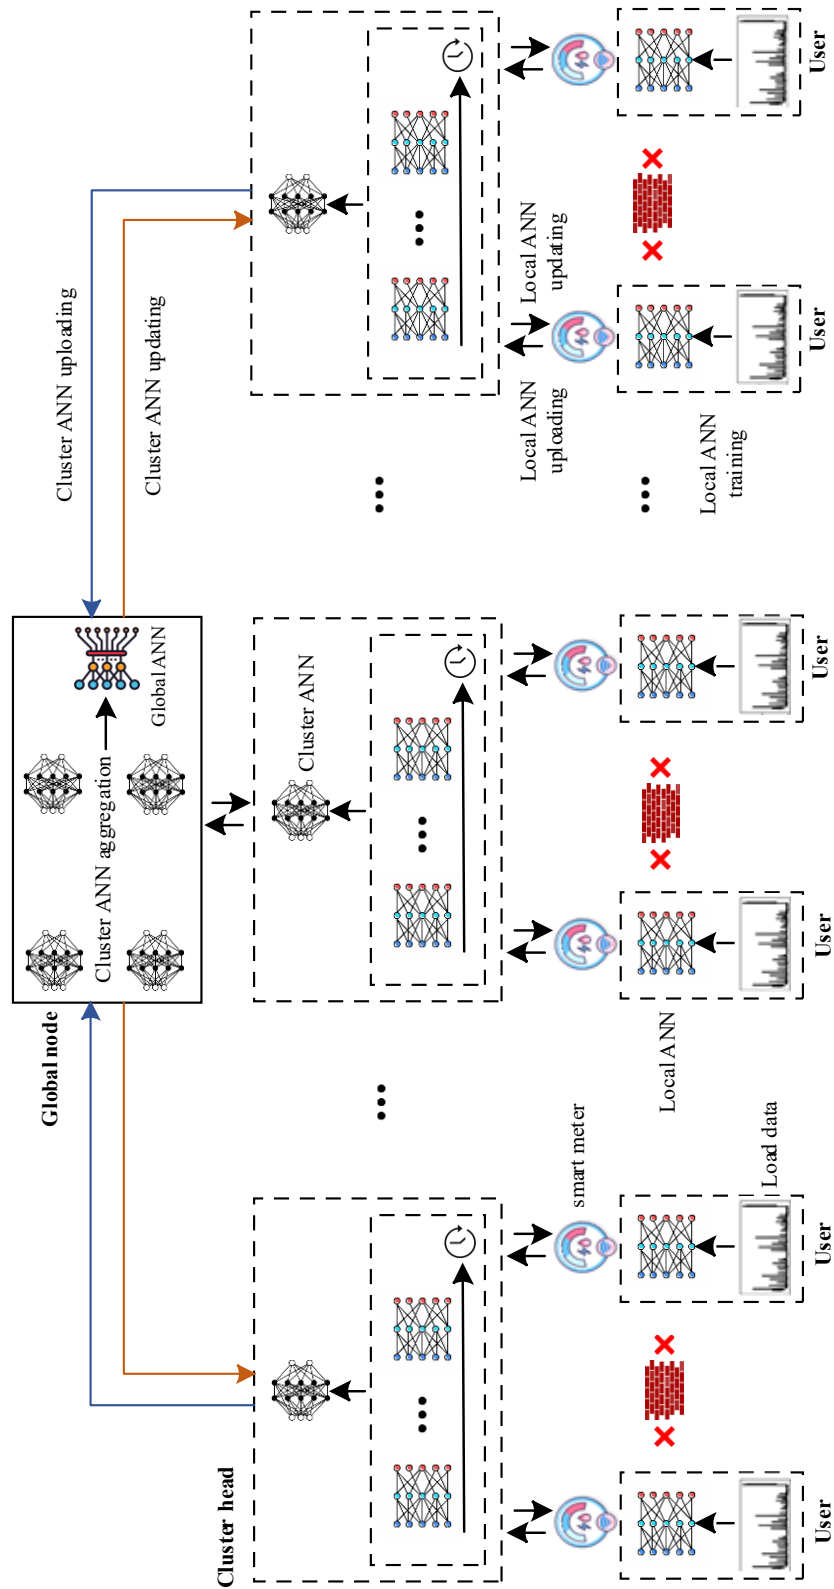 Global node
Cluster ANN aggregation
Global ANN
Cluster ANN uploading
Cluster ANN updating
Cluster head
Cluster ANN
smart meter
Local ANN
uploading
Local ANN
updating
Local ANN
Load data
Local ANN
training
User
User
User
User
User
User